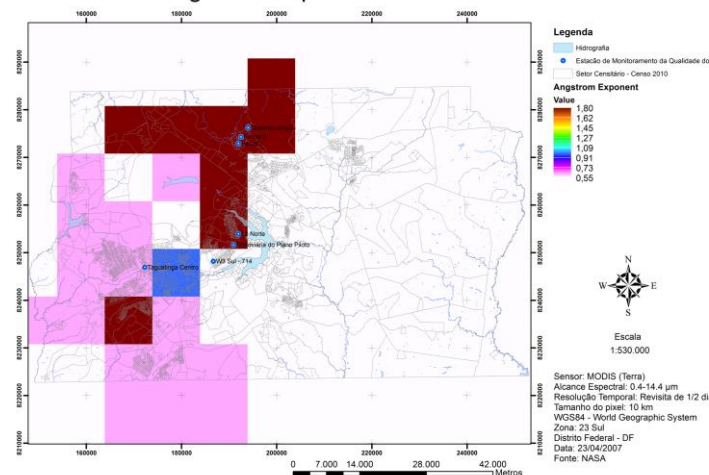 160000 180000 200000 220000 240000
8290000
8280000
8270000
8260000
8250000
8240000
8230000
8220000
8210000
Norte
do Plano Piloto
W3 Sul - 714
Taguatinga Centro
160000 180000 200000 220000 240000
0 7.000 14.000 28.000 42.000
Metros
Legenda
Hidrografia
Estação de Monitoramento da Qualidade do
Setor Censitário - Censo 2010
Angstrom Exponent
Value
1,80
1,62
1,45
1,27
1,09
0,91
0,73
0,55
N
W E
S
Escala
1:530.000
Sensor: MODIS (Terra)
Alcance Espectral: 0.4-14.4 µm
Resolução Temporal: Revisita de 1/2 di
Tamanho do pixel: 10 km
WGS84 - World Geographic System
Zona: 23 Sul
Distrito Federal - DF
Data: 23/04/2007
Fonte: NASA